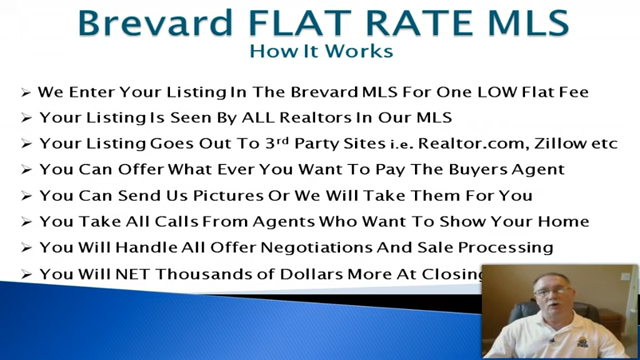 Brevard FLAT RATE MLS
How It Works
We Enter Your Listing In The Brevard MLS For One LOW Flat Fee
Your Listing Is Seen By ALL Realtors In Our MLS
Your Listing Goes Out To 3rd Party Sites i.e. Realtor.com, Zillow etc
You Can Offer What Ever You Want To Pay The Buyers Agent
You Can Send Us Pictures Or We Will Take Them For You
You Take All Calls From Agents Who Want To Show Your Home
You Will Handle All Offer Negotiations And Sale Processing
You Will NET Thousands of Dollars More At Closing